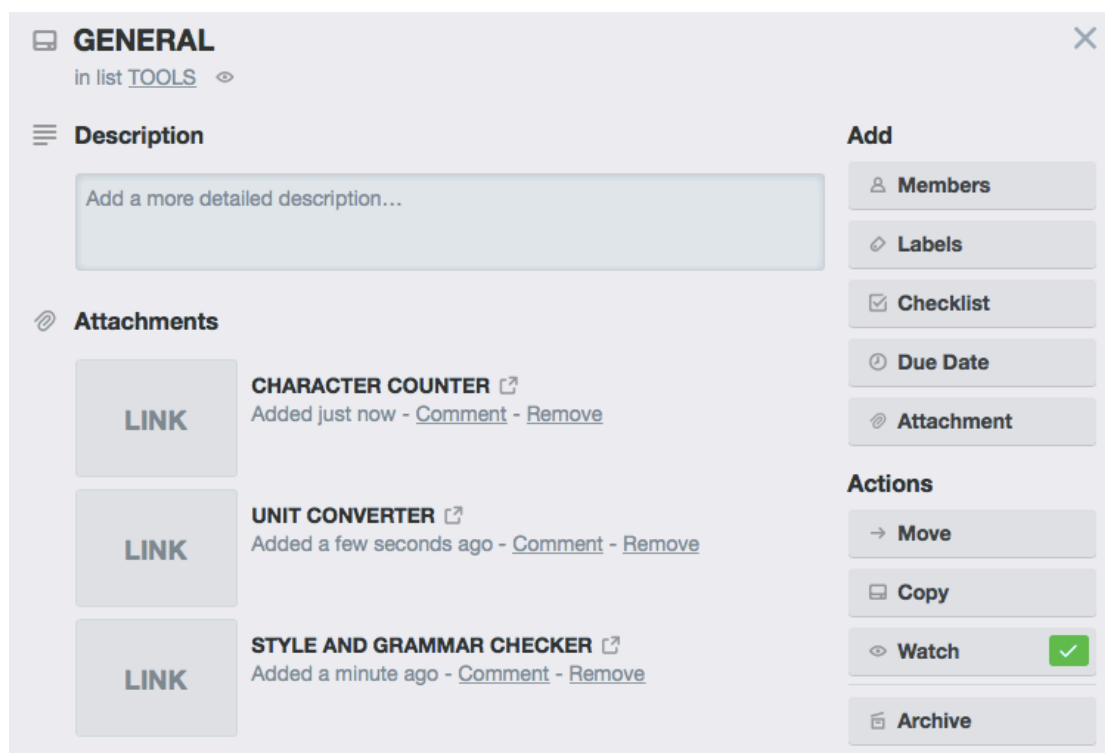 GENERAL
in list TOOLS
Description
Add a more detailed description…
Attachments
LINK
CHARACTER COUNTER
Added just now - Comment - Remove
LINK
UNIT CONVERTER
Added a few seconds ago - Comment - Remove
LINK
STYLE AND GRAMMAR CHECKER
Added a minute ago - Comment - Remove
Add
Members
Labels
Checklist
Due Date
Attachment
Actions
Move
Copy
Watch
Archive